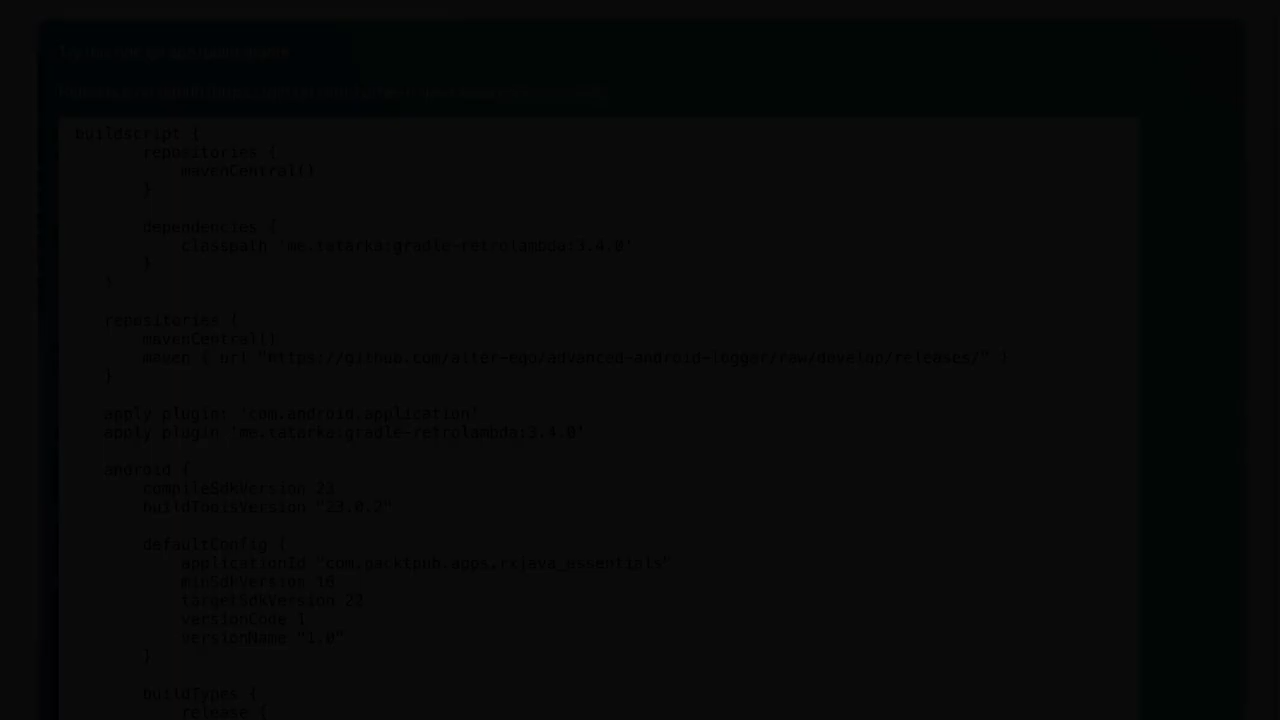 buildscript {
repositories {
mavenCentral()
}
dependencies {
classpath 'me.tatarka:gradle-retrolambda:3.4.0'
}
}
repositories {
mavenCentral()
maven { url "https://github.com/alter-ego/advanced-android-logger/raw/develop/releases/" }
}
apply plugin: 'com.android.application'
apply plugin 'me.tatarka:gradle-retrolambda:3.4.0'
android {
compileSdkVersion 23
buildToolsVersion "23.0.2"
defaultConfig {
applicationId "com.packtpub.apps.rxjava_essentials"
minSdkVersion 16
targetSdkVersion 23
versionCode 1
versionName "1.0"
}
buildTypes {
release {